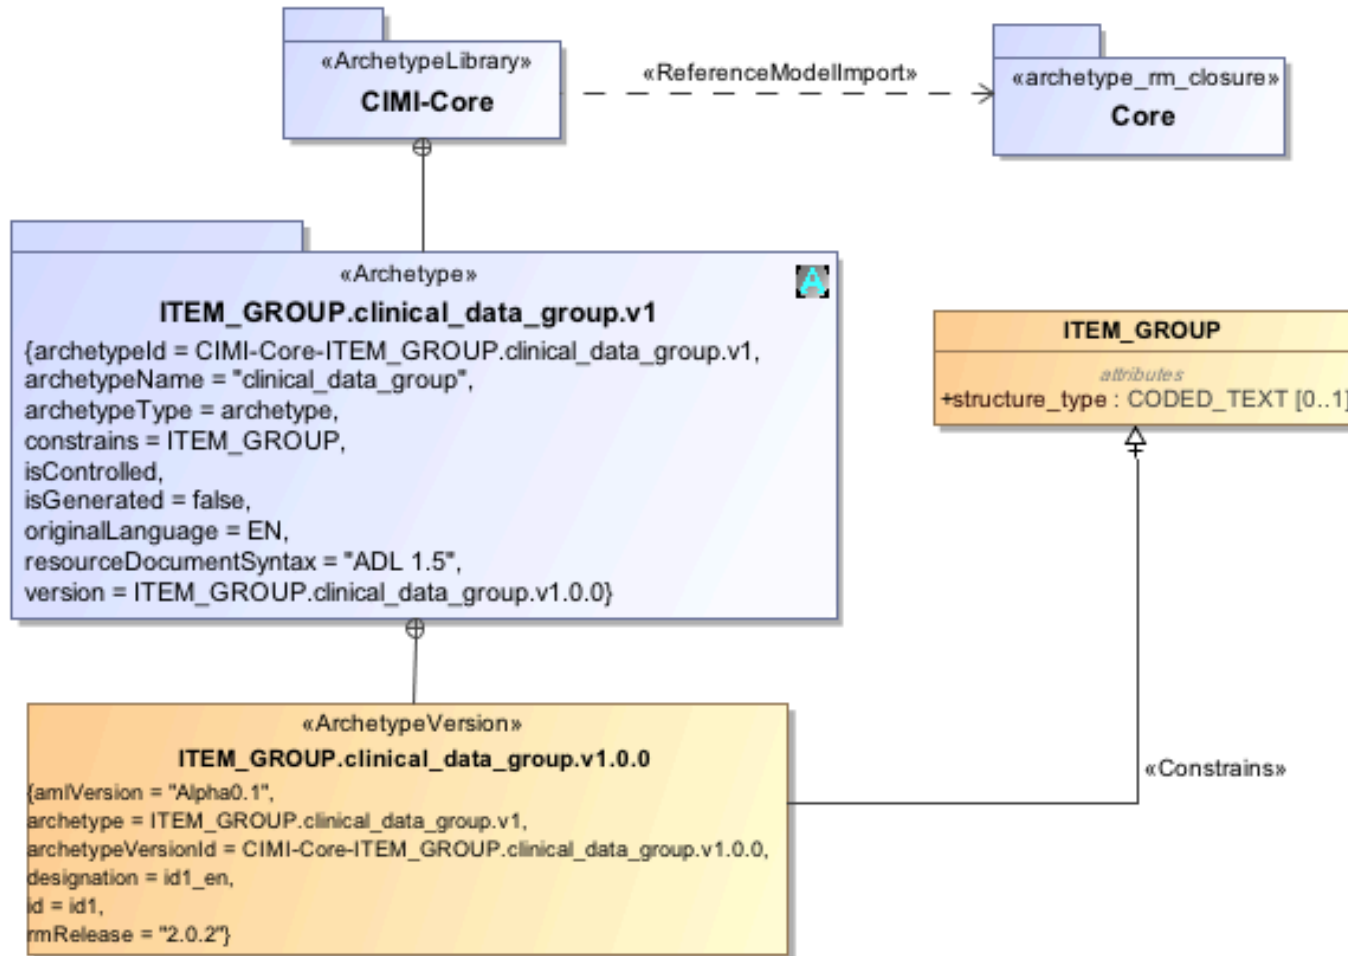 «ArchetypeLibrary»
CIMI-Core
«ReferenceModelImport»
«archetype_rm_closure»
Core
«Archetype»
A
ITEM_GROUP.clinical_data_group.v1
{archetypeId = CIMI-Core-ITEM_GROUP.clinical_data_group.v1,
archetypeName = "clinical_data_group",
archetypeType = archetype,
constrains = ITEM_GROUP,
isControlled,
isGenerated = false,
originalLanguage = EN,
resourceDocumentSyntax = "ADL 1.5",
version = ITEM_GROUP.clinical_data_group.v1.0.0}
ITEM_GROUP
attributes
+structure_type : CODED_TEXT [0..1]
«ArchetypeVersion»
ITEM_GROUP.clinical_data_group.v1.0.0
{amlVersion = "Alpha0.1",
archetype = ITEM_GROUP.clinical_data_group.v1,
archetypeVersionId = CIMI-Core-ITEM_GROUP.clinical_data_group.v1.0.0,
designation = id1_en,
id = id1,
rmRelease = "2.0.2"}
«Constrains»